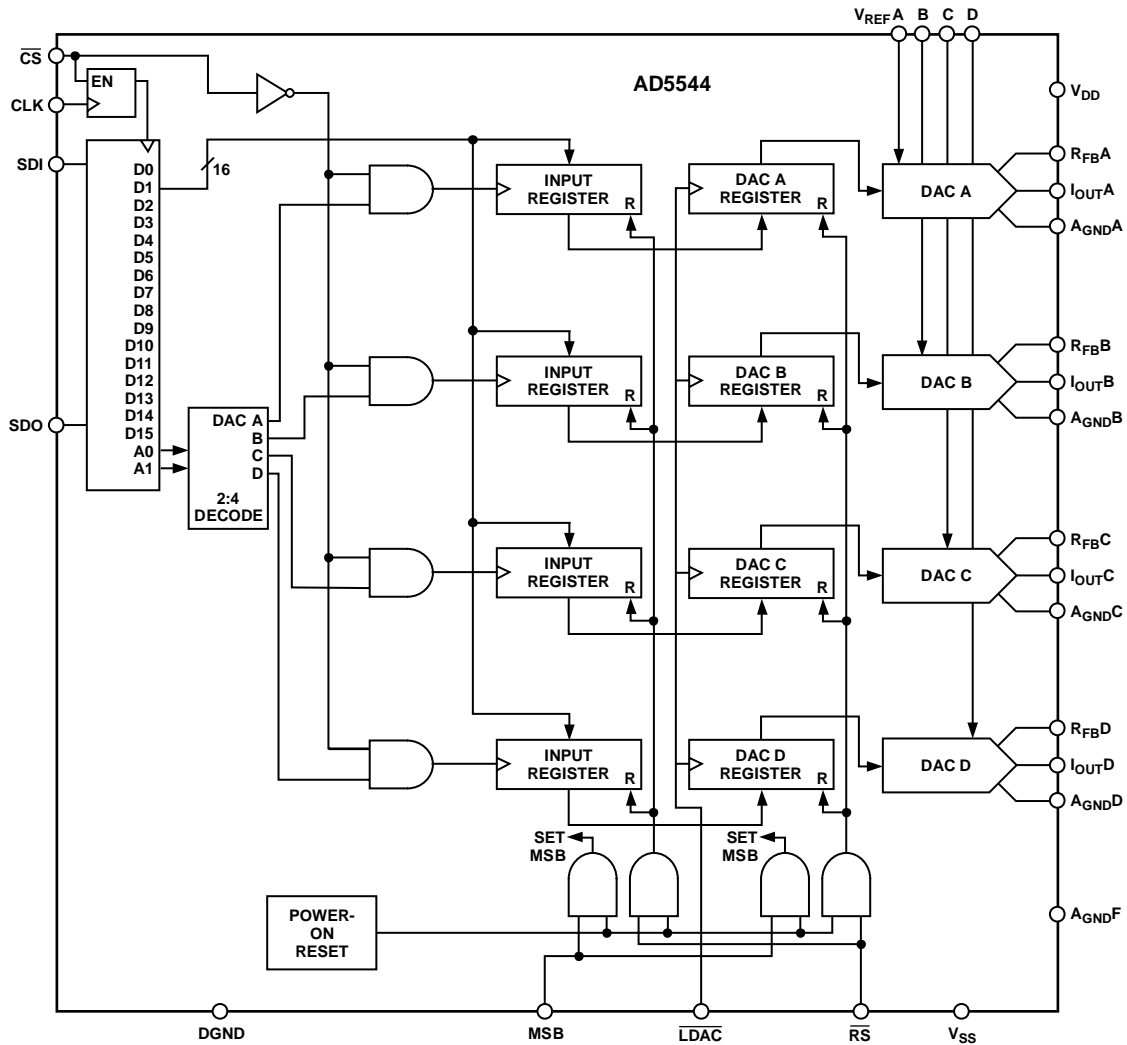 VREFA B C D
CS
EN
AD5544
VDD
CLK
SDI
D0
D1
D2
D3
D4
D5
D6
D7
D8
D9
D10
D11
D12
D13
D14
D15
A0
A1
16
SDO
DAC A
B
C
D
2:4
DECODE
INPUT
REGISTER
R
DAC A
REGISTER
R
DAC A
RFBA
IOUTA
AGNDA
INPUT
REGISTER
R
DAC B
REGISTER
R
DAC B
RFBB
IOUTB
AGNDB
INPUT
REGISTER
R
DAC C
REGISTER
R
DAC C
RFBC
IOUTC
AGNDC
INPUT
REGISTER
R
DAC D
REGISTER
R
DAC D
RFBD
IOUTD
AGNDD
SET
MSB
SET
MSB
POWER-
ON
RESET
AGNDF
DGND
MSB
LDAC
RS
VSS